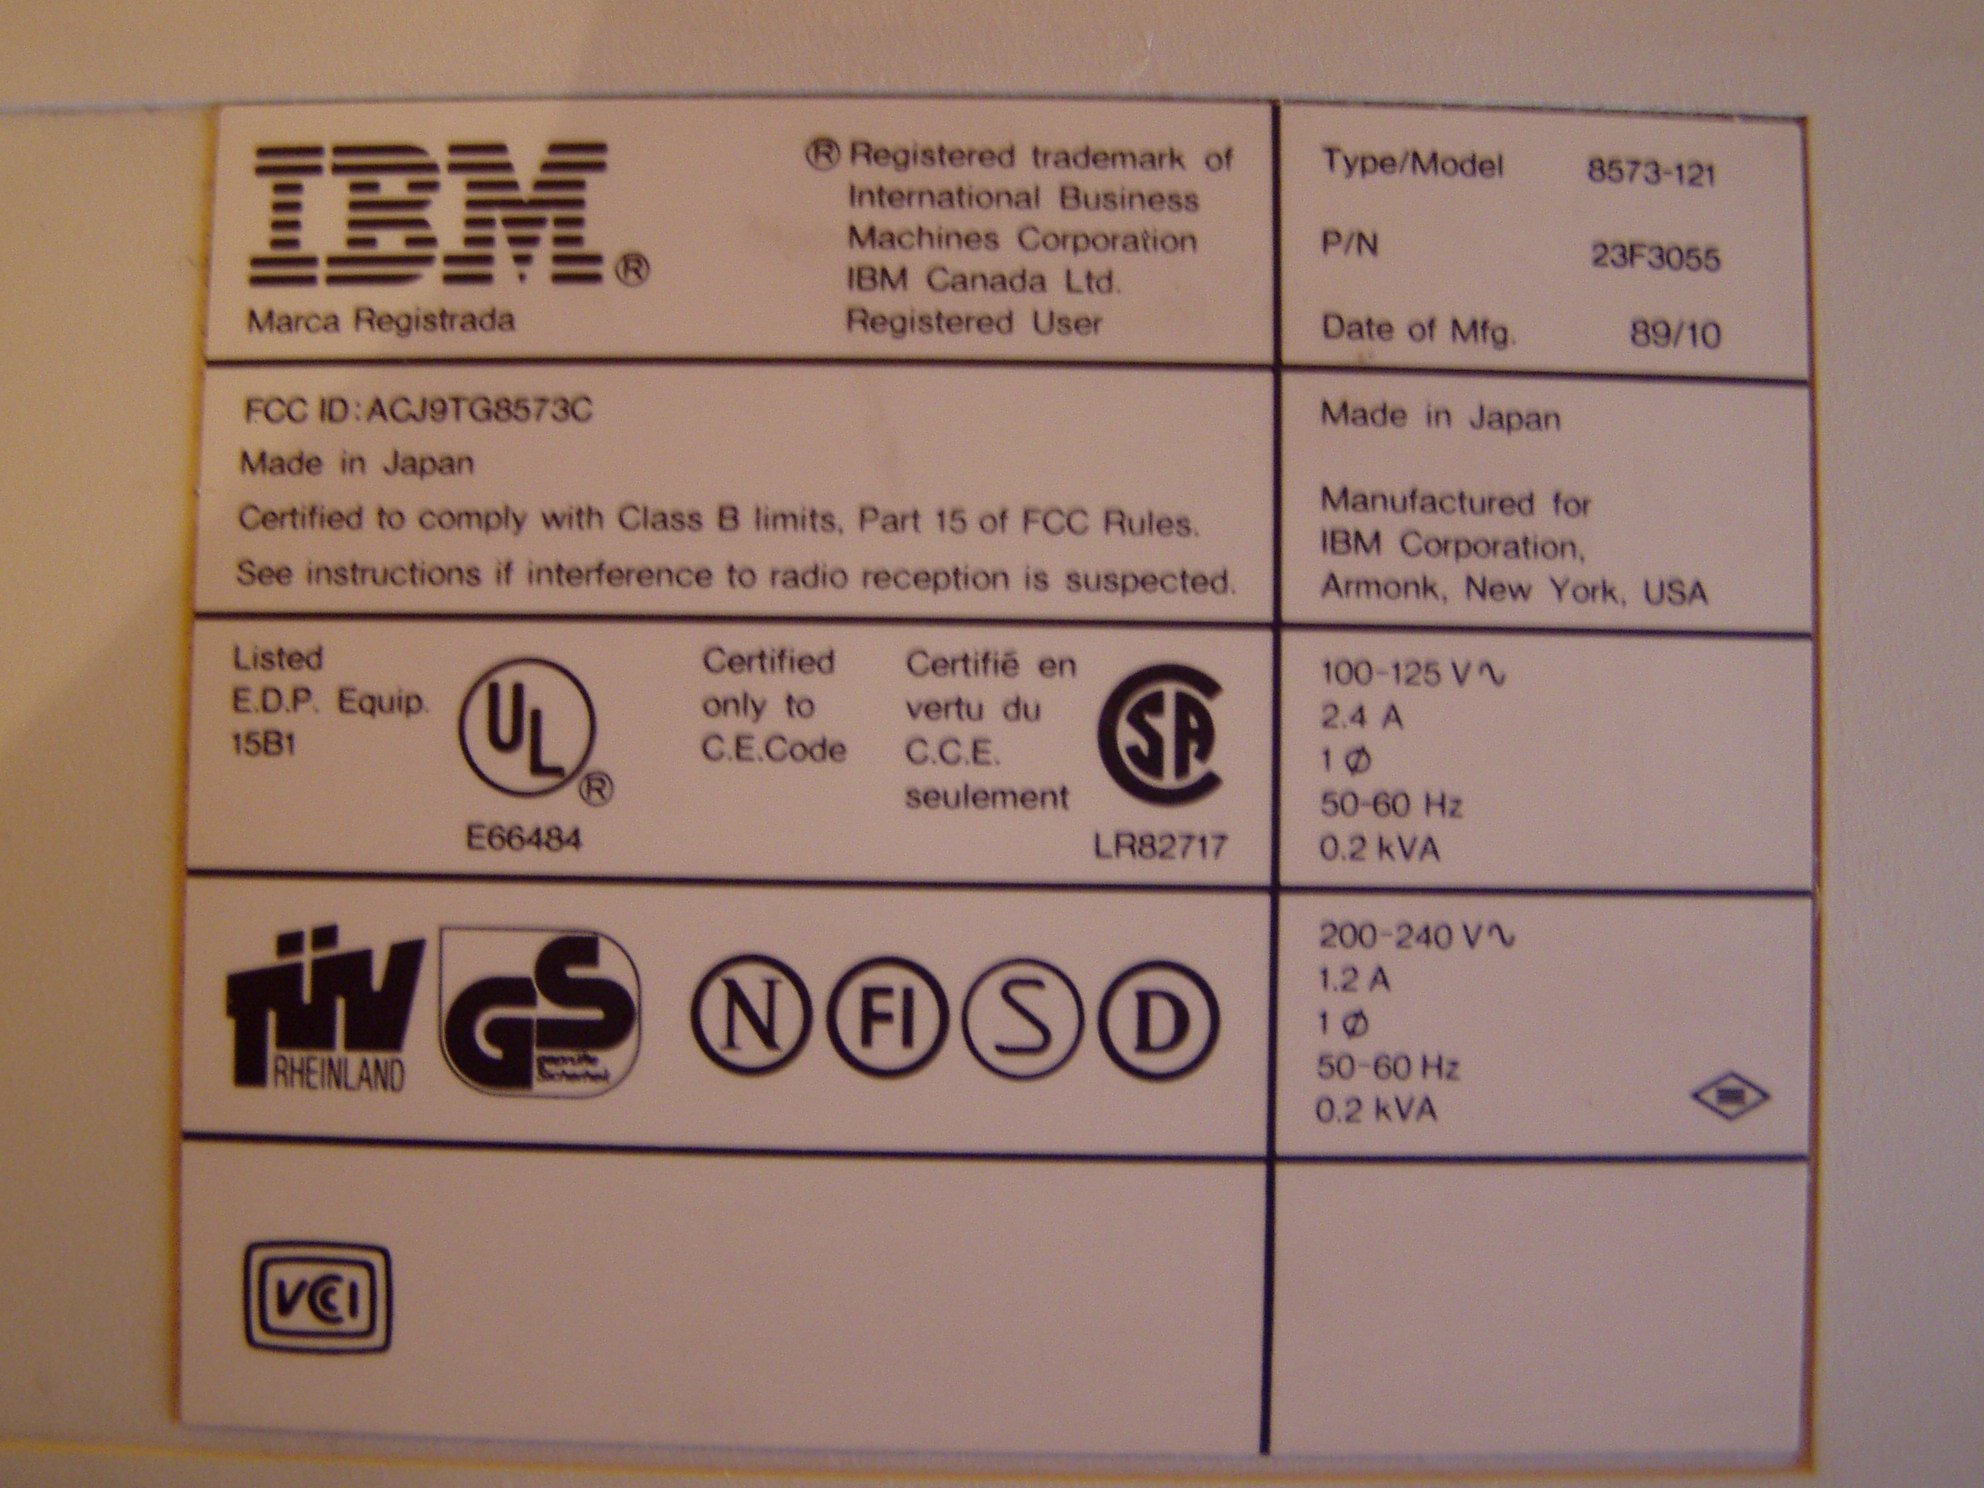 IBM®
Marca Registrada
® Registered trademark of
International Business
Machines Corporation
IBM Canada Ltd.
Registered User
Type/Model 8573-121
P/N 23F3055
Date of Mfg. 89/10
FCC ID: ACJ9TG8573C
Made in Japan
Certified to comply with Class B limits, Part 15 of FCC Rules.
See instructions if interference to radio reception is suspected.
Made in Japan
Manufactured for
IBM Corporation,
Armonk, New York, USA
Listed
E.D.P. Equip.
15B1
UL®
E66484
Certified
only to
C.E.Code
Certifié en
vertu du
C.C.E.
seulement
CSA
LR82717
100-125 V∿
2.4 A
1 Ø
50-60 Hz
0.2 kVA
TÜV
RHEINLAND
GS
geprüfte
Sicherheit
N FI S D
200-240 V∿
1.2 A
1 Ø
50-60 Hz
0.2 kVA
VCCI